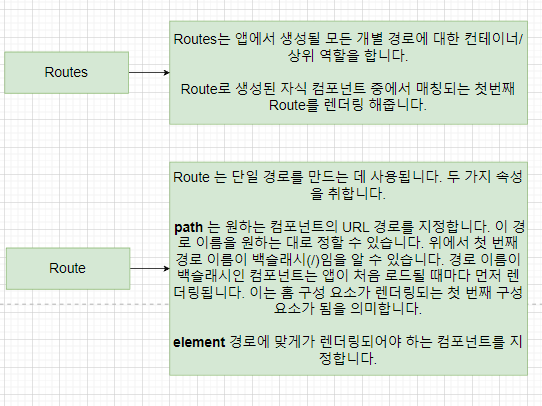 Routes
Routes는 앱에서 생성될 모든 개별 경로에 대한 컨테이너/
상위 역할을 합니다.
Route로 생성된 자식 컴포넌트 중에서 매칭되는 첫번째
Route를 렌더링 해줍니다.
Route
Route 는 단일 경로를 만드는 데 사용됩니다. 두 가지 속성
을 취합니다.
path 는 원하는 컴포넌트의 URL 경로를 지정합니다. 이 경
로 이름을 원하는 대로 정할 수 있습니다. 위에서 첫 번째
경로 이름이 백슬래시(/)임을 알 수 있습니다. 경로 이름이
백슬래시인 컴포넌트는 앱이 처음 로드될 때마다 먼저 렌
더링됩니다. 이는 홈 구성 요소가 렌더링되는 첫 번째 구성
요소가 됨을 의미합니다.
element 경로에 맞게가 렌더링되어야 하는 컴포넌트를 지
정합니다.